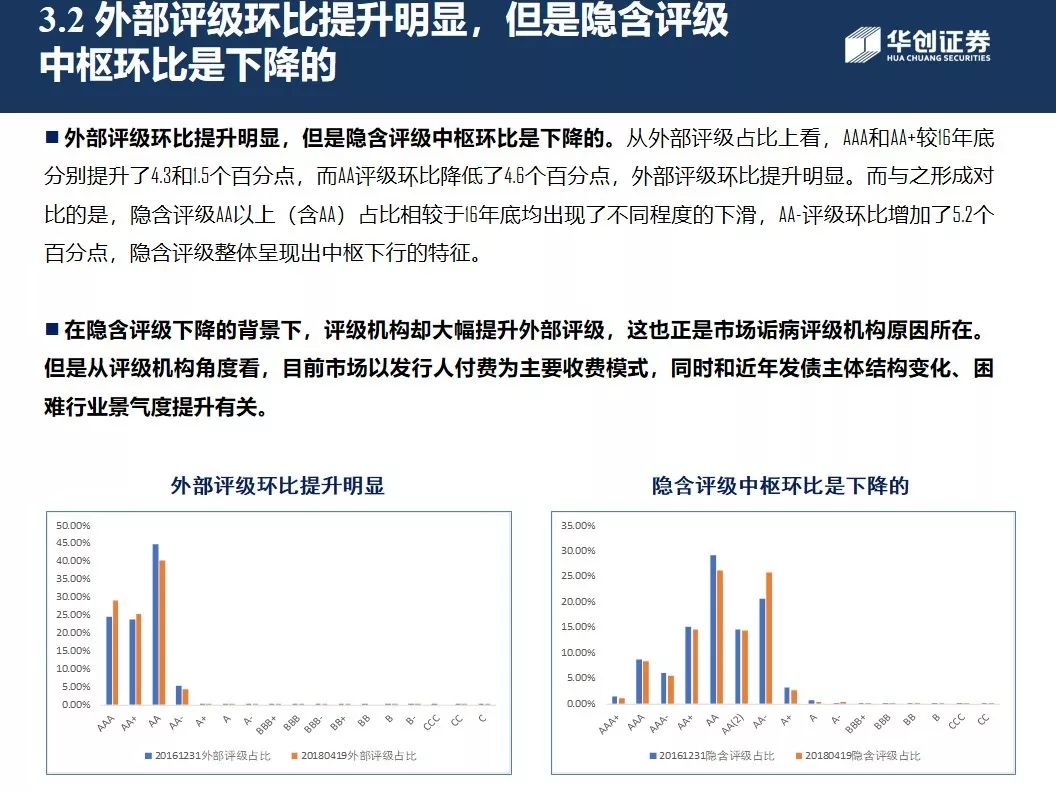 3.2 外部评级环比提升明显，但是隐含评级
中枢环比是下降的
华创证券
HUA CHUANG SECURITIES
■ 外部评级环比提升明显，但是隐含评级中枢环比是下降的。从外部评级占比上看，AAA和AA+较16年底
分别提升了4.3和1.5个百分点，而AA评级环比降低了4.6个百分点，外部评级环比提升明显。而与之形成对
比的是，隐含评级AA以上（含AA）占比相较于16年底均出现了不同程度的下滑，AA-评级环比增加了5.2个
百分点，隐含评级整体呈现出中枢下行的特征。
■ 在隐含评级下降的背景下，评级机构却大幅提升外部评级，这也正是市场诟病评级机构原因所在。
但是从评级机构角度看，目前市场以发行人付费为主要收费模式，同时和近年发债主体结构变化、困
难行业景气度提升有关。
外部评级环比提升明显
50.00%
45.00%
40.00%
35.00%
30.00%
25.00%
20.00%
15.00%
10.00%
5.00%
0.00%
AAA AA+ AA AA- A+ A A- BBB+ BBB BBB- BB+ BB B B- CCC CC C
20161231外部评级占比 20180419外部评级占比
隐含评级中枢环比是下降的
35.00%
30.00%
25.00%
20.00%
15.00%
10.00%
5.00%
0.00%
AAA+ AAA AAA- AA+ AA AA(2) AA- A+ A A- BBB+ BBB BB B CCC CC
20161231隐含评级占比 20180419隐含评级占比